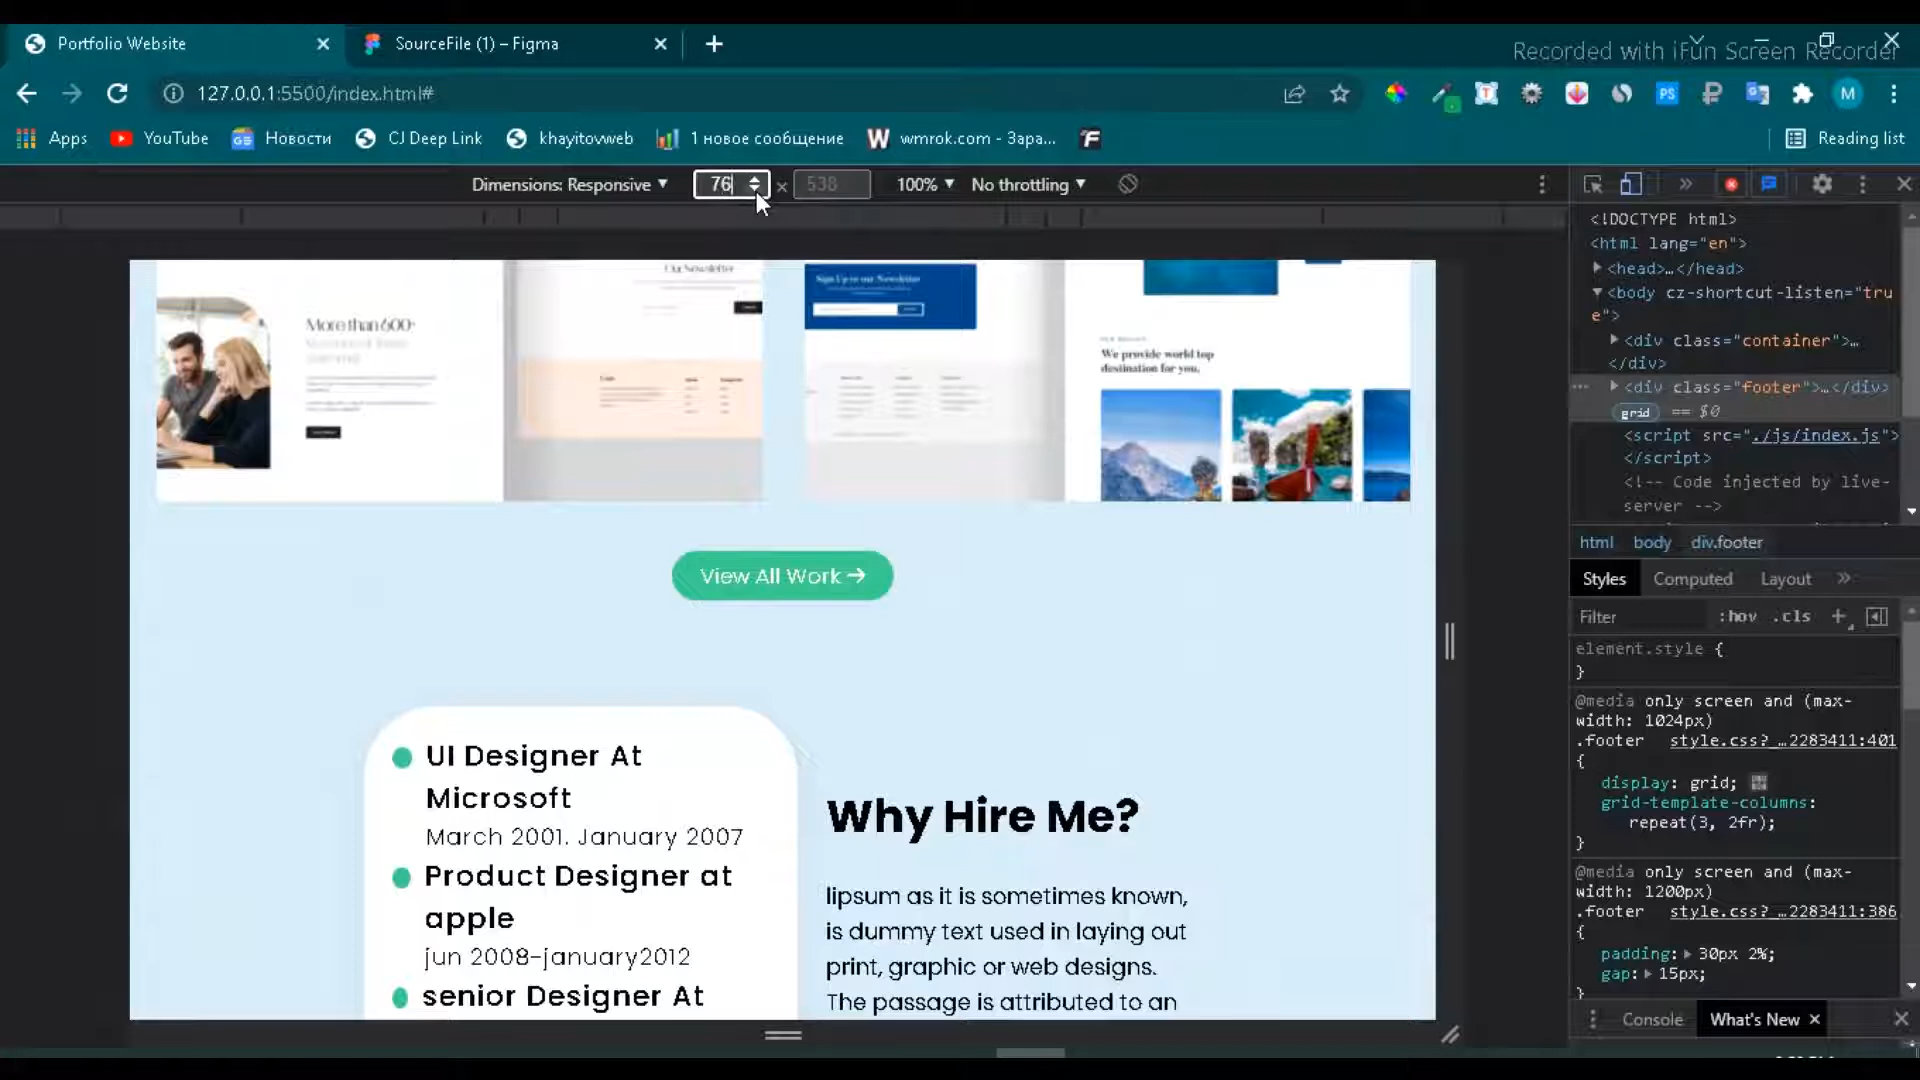 Portfolio Website
SourceFile (1) – Figma
Recorded with iFun Screen Recorder
127.0.0.1:5500/index.html#
PS
M
Apps
YouTube
Новости
CJ Deep Link
khayitovweb
1 новое сообщение
wmrok.com - Зара...
Reading list
Dimensions: Responsive
76
×
538
100%
No throttling
<!DOCTYPE html>
<html lang="en">
<head>…</head>
<body cz-shortcut-listen="tru
e">
<div class="container">…
</div>
<div class="footer">…</div>
grid == $0
<script src="./js/index.js">
</script>
<!-- Code injected by live-
server -->
html body div.footer
Styles Computed Layout
Filter :hov .cls
element.style {
}
@media only screen and (max-
width: 1024px)
.footer style.css?_…2283411:401
{
display: grid;
grid-template-columns:
repeat(3, 2fr);
}
@media only screen and (max-
width: 1200px)
.footer style.css?_…2283411:386
{
padding: 30px 2%;
gap: 15px;
}
Console What's New
Our Newsletter
More than 600+
Sign Up to our Newsletter
We provide world top
destination for you.
View All Work
UI Designer At
Microsoft
March 2001. January 2007
Product Designer at
apple
jun 2008-january2012
senior Designer At
Why Hire Me?
lipsum as it is sometimes known,
is dummy text used in laying out
print, graphic or web designs.
The passage is attributed to an